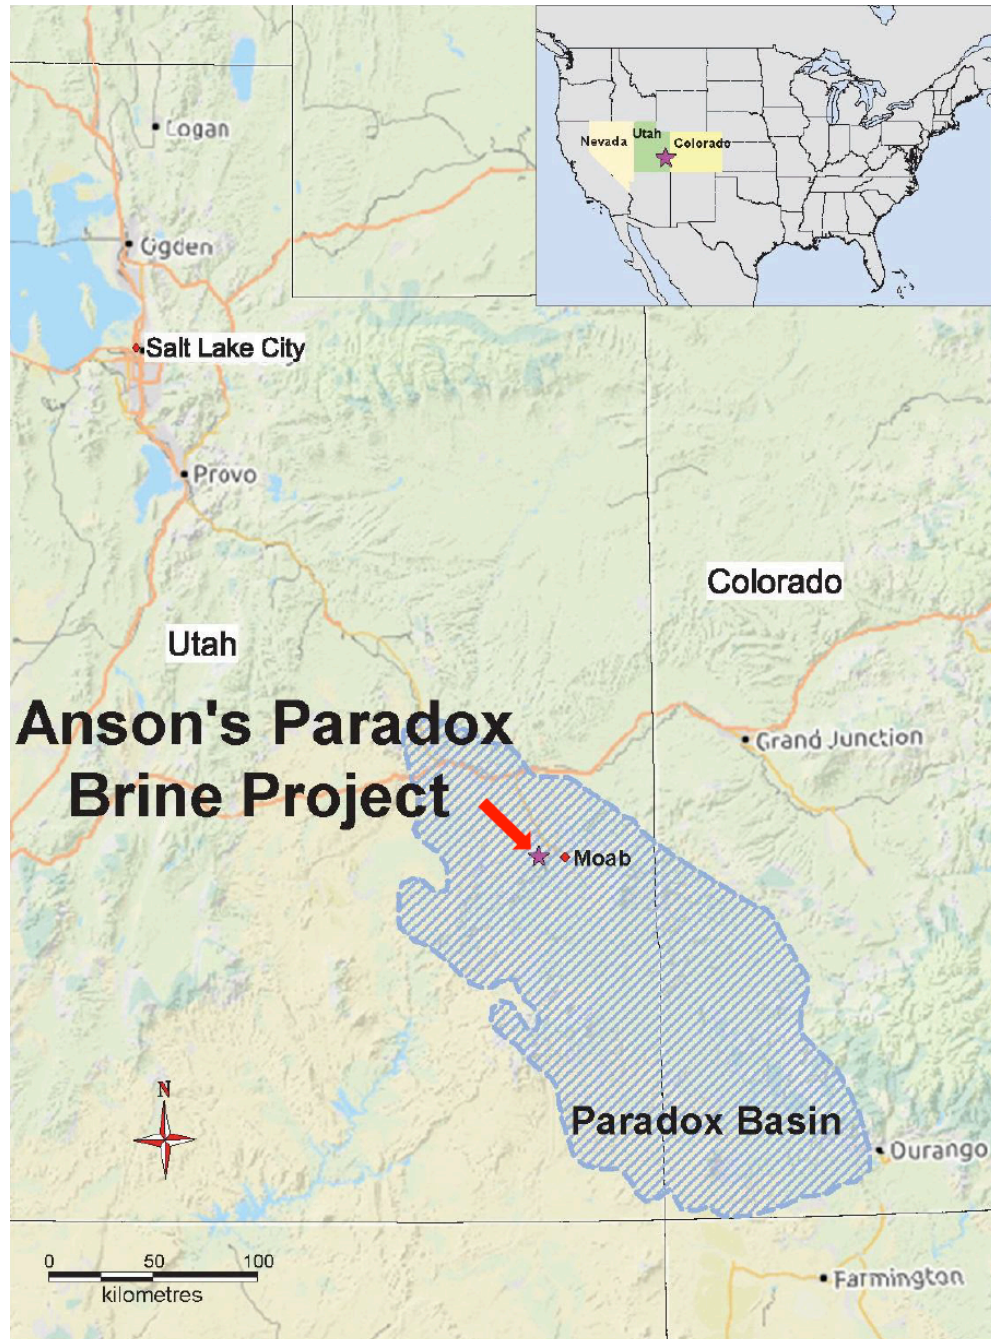 Nevada
Utah
Colorado
Logan
Ogden
Salt Lake City
Provo
Colorado
Utah
Anson's Paradox
Brine Project
Grand Junction
Moab
Paradox Basin
N
Durango
0 50 100
kilometres
Farmington